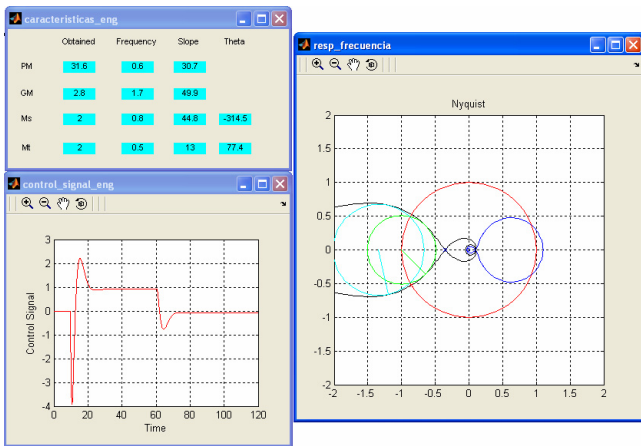 caracteristicas_eng
Obtained Frequency Slope Theta
PM 31.6 0.6 30.7
GM 2.8 1.7 49.9
Ms 2 0.8 44.8 -314.5
Mt 2 0.5 13 77.4
control_signal_eng
3
2
1
0
-1
-2
-3
-4
Control Signal
0 20 40 60 80 100 120
Time
resp_frecuencia
Nyquist
2
1.5
1
0.5
0
-0.5
-1
-1.5
-2
-2 -1.5 -1 -0.5 0 0.5 1 1.5 2